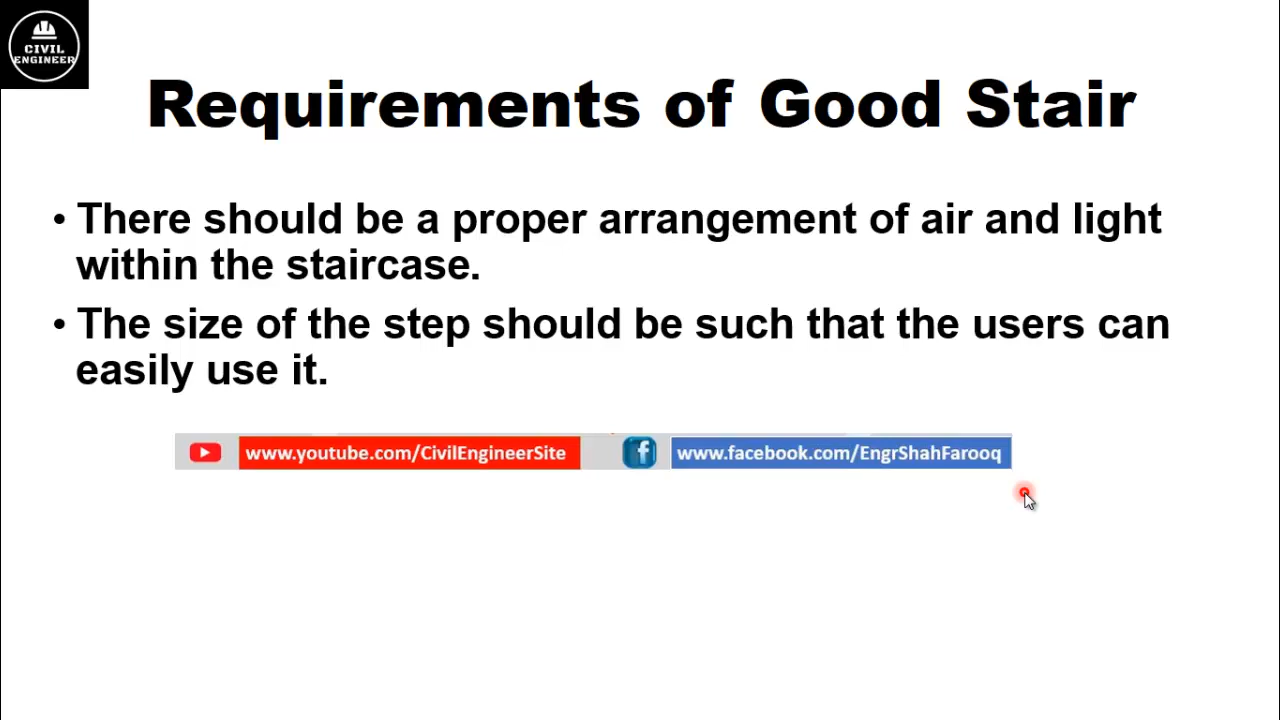 CIVIL
ENGINEER
Requirements of Good Stair
• There should be a proper arrangement of air and light
within the staircase.
• The size of the step should be such that the users can
easily use it.
www.youtube.com/CivilEngineerSite f www.facebook.com/EngrShahFarooq